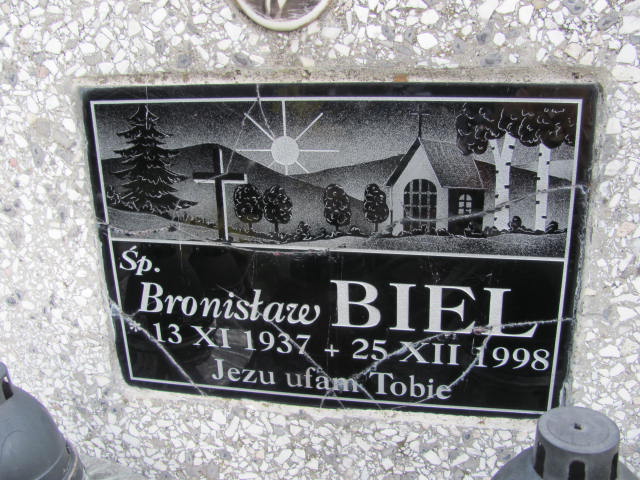 Śp.
Bronisław BIEL
* 13 XI 1937 + 25 XII 1998
Jezu ufam Tobie